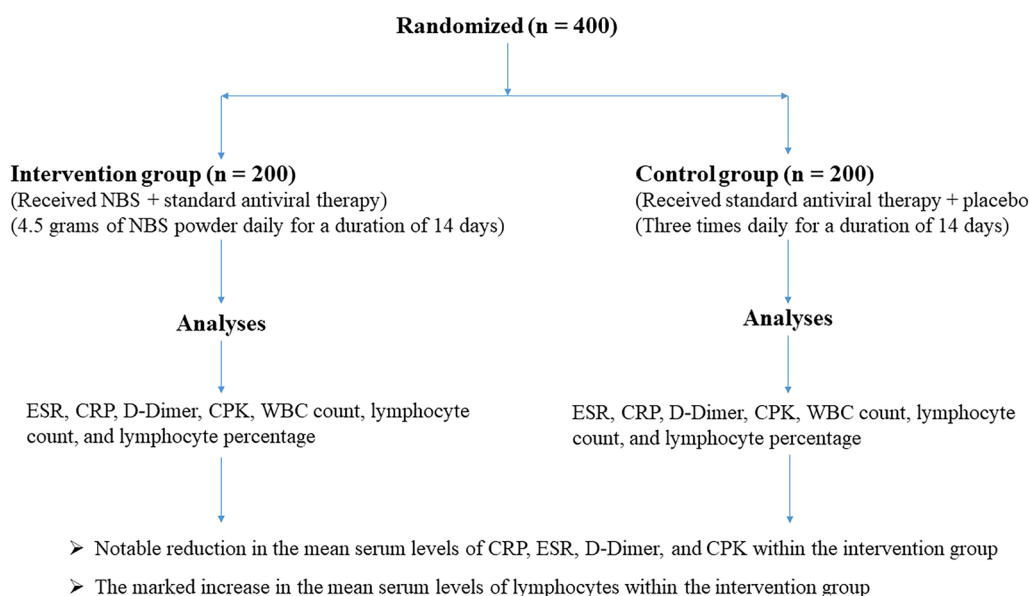 Randomized (n = 400)
Intervention group (n = 200)
(Received NBS + standard antiviral therapy)
(4.5 grams of NBS powder daily for a duration of 14 days)
Control group (n = 200)
(Received standard antiviral therapy + placebo
(Three times daily for a duration of 14 days)
Analyses
Analyses
ESR, CRP, D-Dimer, CPK, WBC count, lymphocyte
count, and lymphocyte percentage
ESR, CRP, D-Dimer, CPK, WBC count, lymphocyte
count, and lymphocyte percentage
➢ Notable reduction in the mean serum levels of CRP, ESR, D-Dimer, and CPK within the intervention group
➢ The marked increase in the mean serum levels of lymphocytes within the intervention group